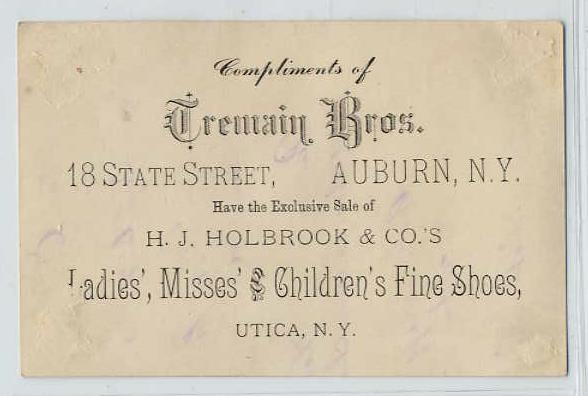 Compliments of
Tremain Bros.
18 STATE STREET, AUBURN, N.Y.
Have the Exclusive Sale of
H. J. HOLBROOK & CO.'S
Ladies', Misses' & Children's Fine Shoes,
UTICA, N. Y.